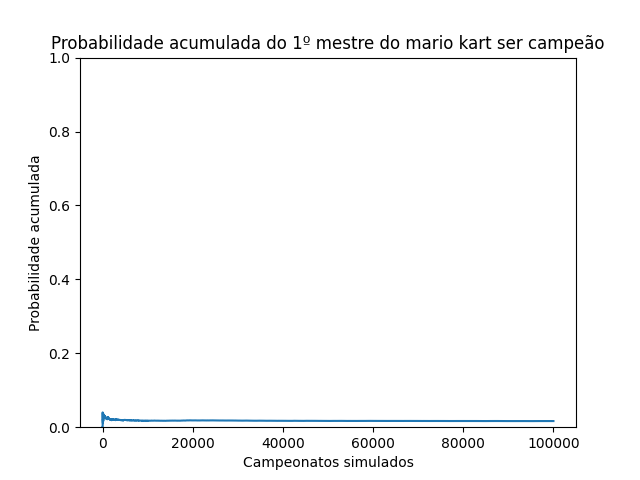 Probabilidade acumulada do 1º mestre do mario kart ser campeão
1.0
0.8
0.6
0.4
0.2
0.0
Probabilidade acumulada
0 20000 40000 60000 80000 100000
Campeonatos simulados